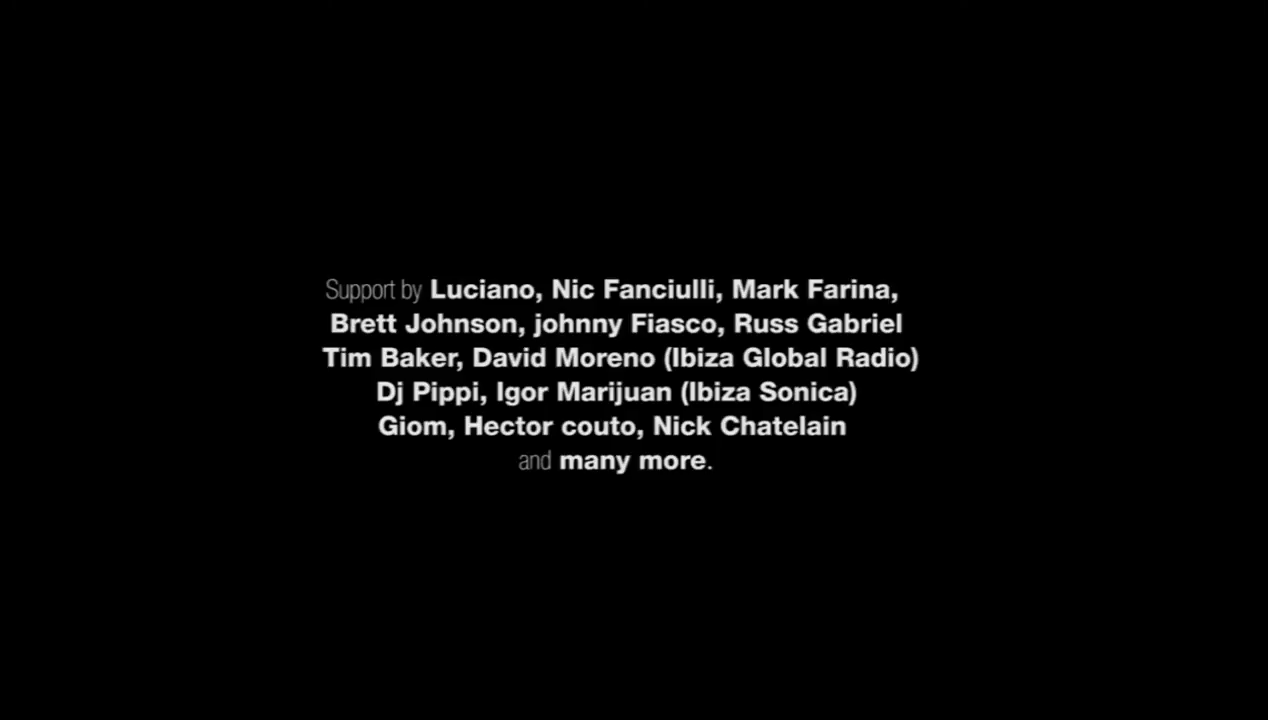 Support by Luciano, Nic Fanciulli, Mark Farina,
Brett Johnson, johnny Fiasco, Russ Gabriel
Tim Baker, David Moreno (Ibiza Global Radio)
Dj Pippi, Igor Marijuan (Ibiza Sonica)
Giom, Hector couto, Nick Chatelain
and many more.